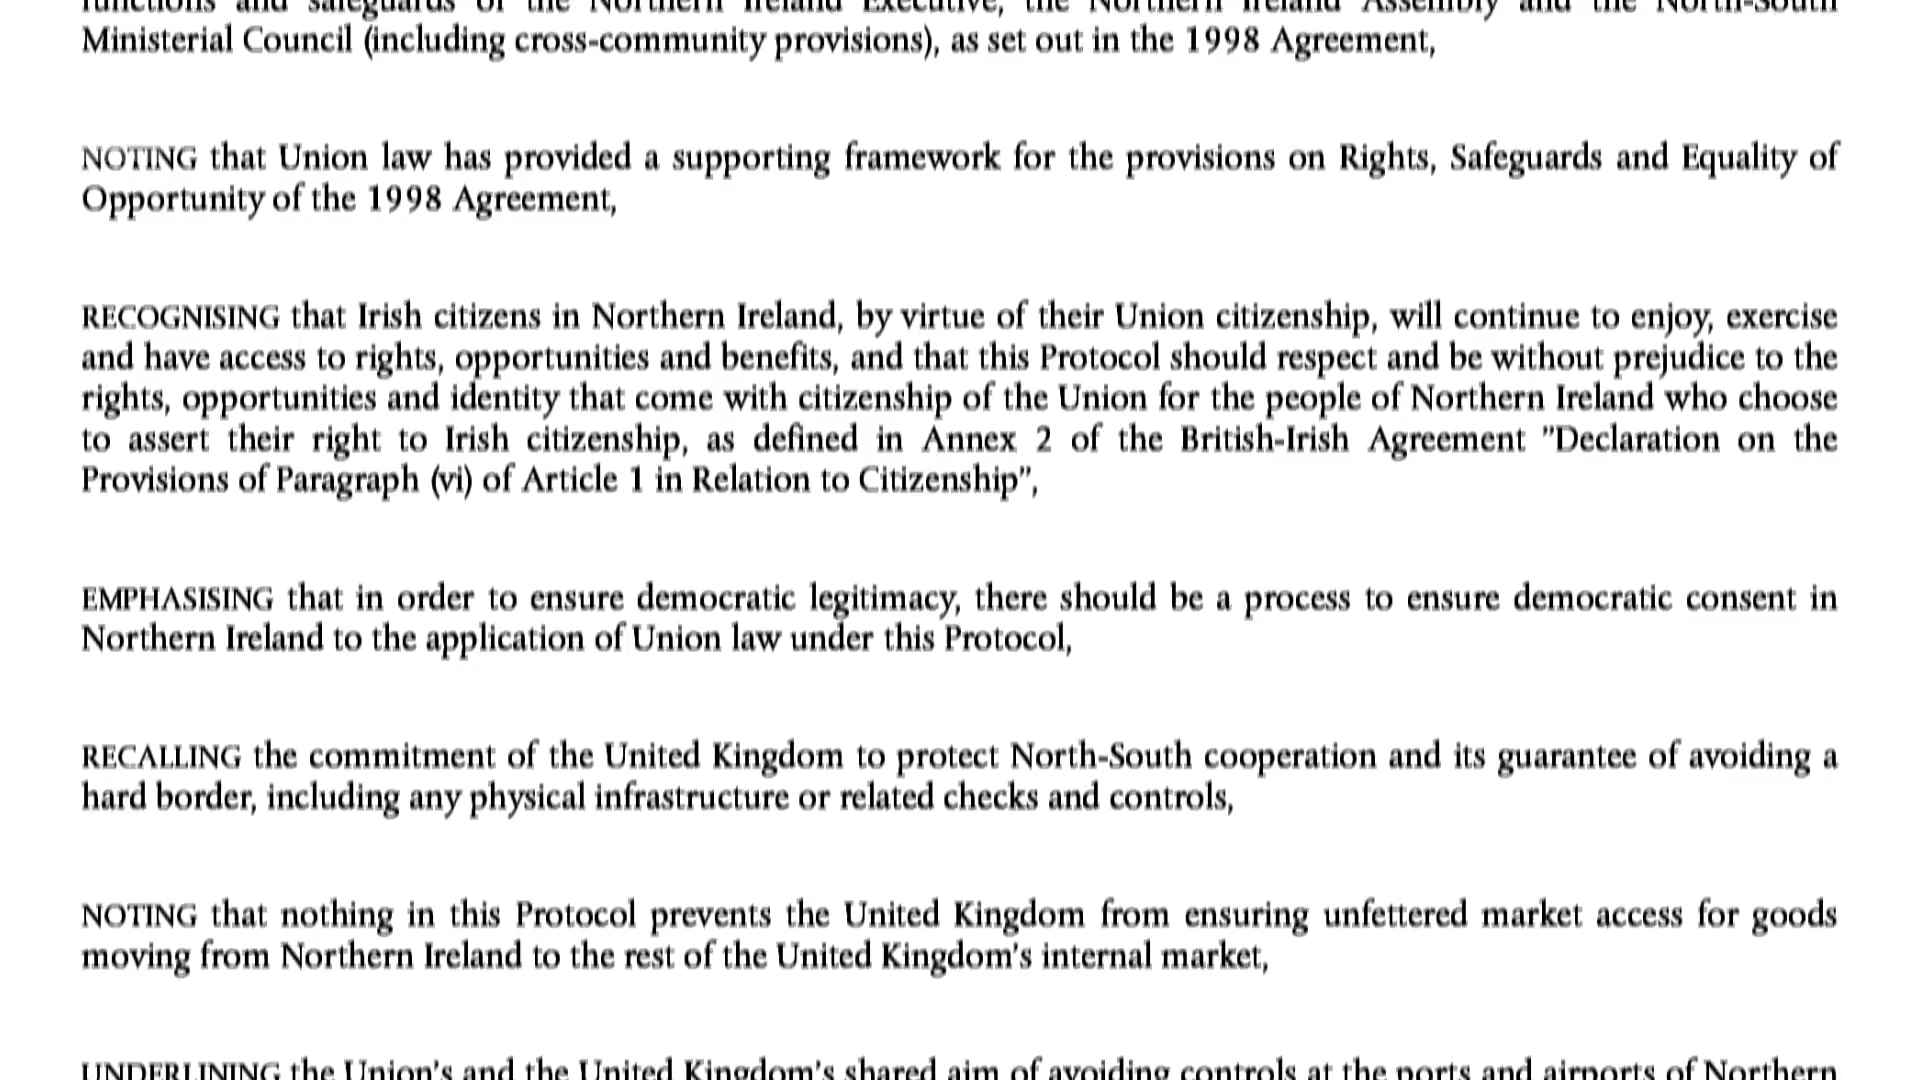 functions and safeguards of the Northern Ireland Executive, the Northern Ireland Assembly and the North-South
Ministerial Council (including cross-community provisions), as set out in the 1998 Agreement,
NOTING that Union law has provided a supporting framework for the provisions on Rights, Safeguards and Equality of
Opportunity of the 1998 Agreement,
RECOGNISING that Irish citizens in Northern Ireland, by virtue of their Union citizenship, will continue to enjoy, exercise
and have access to rights, opportunities and benefits, and that this Protocol should respect and be without prejudice to the
rights, opportunities and identity that come with citizenship of the Union for the people of Northern Ireland who choose
to assert their right to Irish citizenship, as defined in Annex 2 of the British-Irish Agreement "Declaration on the
Provisions of Paragraph (vi) of Article 1 in Relation to Citizenship",
EMPHASISING that in order to ensure democratic legitimacy, there should be a process to ensure democratic consent in
Northern Ireland to the application of Union law under this Protocol,
RECALLING the commitment of the United Kingdom to protect North-South cooperation and its guarantee of avoiding a
hard border, including any physical infrastructure or related checks and controls,
NOTING that nothing in this Protocol prevents the United Kingdom from ensuring unfettered market access for goods
moving from Northern Ireland to the rest of the United Kingdom's internal market,
UNDERLINING the Union's and the United Kingdom's shared aim of avoiding controls at the ports and airports of Northern